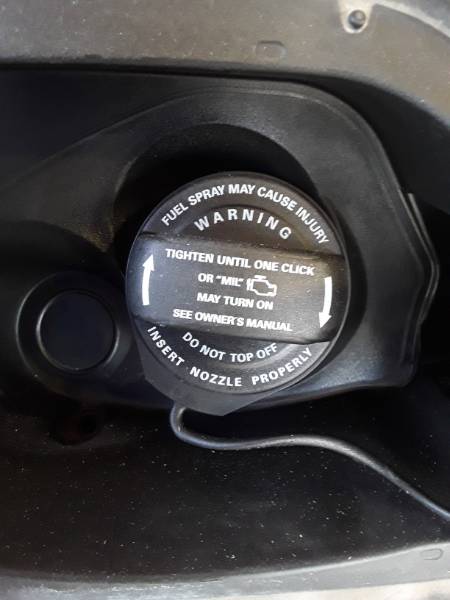 FUEL SPRAY MAY CAUSE INJURY
WARNING
TIGHTEN UNTIL ONE CLICK
OR "MIL"
MAY TURN ON
SEE OWNER'S MANUAL
DO NOT TOP OFF
INSERT NOZZLE PROPERLY